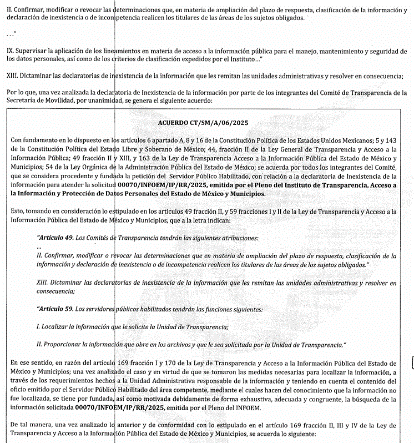 II. Confirmar, modificar o revocar las determinaciones que, en materia de ampliación del plazo de respuesta, clasificación de la información y
declaración de inexistencia o de incompetencia realicen los titulares de las áreas de los sujetos obligados.
..."
IX. Supervisar la aplicación de los lineamientos en materia de acceso a la información pública para el manejo, mantenimiento y seguridad de
los datos personales, así como de los criterios de clasificación expedidos por el Instituto..."
XIII. Dictaminar las declaratorias de inexistencia de la información que les remitan las unidades administrativas y resolver en consecuencia;
Por lo que, una vez analizada la declaratoria de Inexistencia de la información por parte de los integrantes del Comité de Transparencia de la
Secretaría de Movilidad, por unanimidad, se genera el siguiente acuerdo:
ACUERDO CT/SM/A/06/2025
Con fundamento en lo dispuesto en los artículos 6 apartado A, 8 y 16 de la Constitución Política de los Estados Unidos Mexicanos; 5 y 143
de la Constitución Política del Estado Libre y Soberano de México; 44, fracción II de la Ley General de Transparencia y Acceso a la
Información Pública; 49 fracción II y XIII, y 163 de la Ley de Transparencia Acceso a la Información Pública del Estado de México y
Municipios; 54 de la Ley Orgánica de la Administración Pública del Estado de México; se acuerda por todos los integrantes del Comité,
que se considera procedente y fundada la petición del Servidor Público Habilitado, con relación a la declaratoria de inexistencia de la
información para atender la solicitud 00070/INFOEM/IP/RR/2025, emitida por el Pleno del Instituto de Transparencia, Acceso a
la Información Pública y Protección de Datos Personales del Estado de México y Municipios.
Esto, tomando en consideración lo estipulado en los artículos 49 fracción II, y 59 fracciones I y II de la Ley de Transparencia y Acceso a la
Información Pública del Estado de México y Municipios, que a la letra indican:
"Artículo 49. Los Comités de Transparencia tendrán las siguientes atribuciones:
...
II. Confirmar, modificar o revocar las determinaciones que en materia de ampliación del plazo de respuesta, clasificación de la
información y declaración de inexistencia o de incompetencia realicen los titulares de las áreas de los sujetos obligados."
XIII. Dictaminar las declaratorias de inexistencia de la información que les remitan las unidades administrativas y resolver en
consecuencia;
"Artículo 59. Los servidores públicos habilitados tendrán las funciones siguientes:
I. Localizar la información que le solicite la Unidad de Transparencia;
II. Proporcionar la información que obre en los archivos y que le sea solicitada por la Unidad de Transparencia."
En ese sentido, en razón del artículo 169 fracción I y 170 de la Ley de Transparencia y Acceso a la Información Pública del Estado de
México y Municipios; una vez analizado el caso y en virtud de que se tomaron las medidas necesarias para localizar la información, a
través de los requerimientos hechos a la Unidad Administrativa responsable de la información y teniendo en cuenta el contenido del
oficio emitido por el Servidor Público Habilitado del área competente, mediante el cuales hacen del conocimiento que la información no
fue localizada, se tiene por fundada, así como motivada debidamente de forma exhaustiva, adecuada y congruente, la búsqueda de la
información solicitada 00070/INFOEM/IP/RR/2025, emitida por el Pleno del INFOEM.
De tal manera, una vez analizado lo anterior y de conformidad con lo estipulado en el artículo 169 fracción II, III y IV de la Ley de
Transparencia y Acceso a la Información Pública del Estado de México y Municipios, se acuerda lo siguiente: